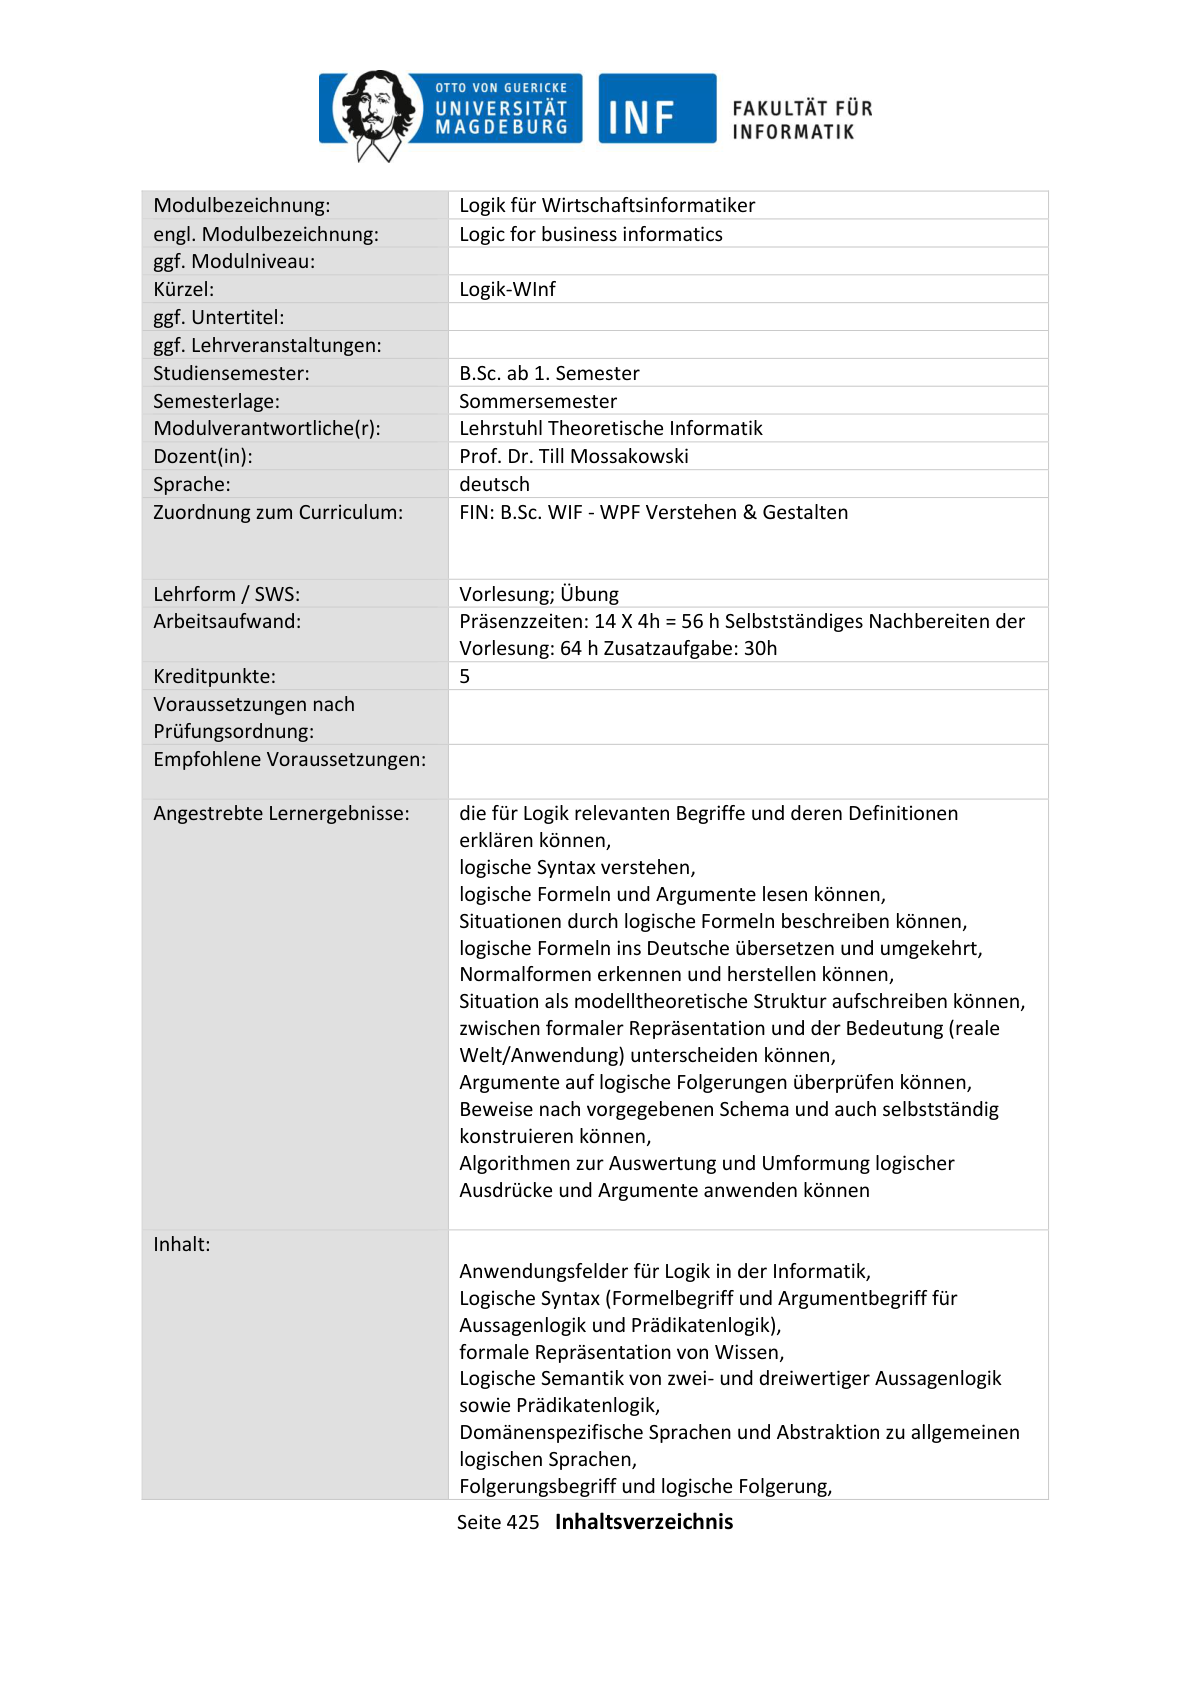 OTTO VON GUERICKE
UNIVERSITÄT
MAGDEBURG
INF
FAKULTÄT FÜR
INFORMATIK
Modulbezeichnung: Logik für Wirtschaftsinformatiker
engl. Modulbezeichnung: Logic for business informatics
ggf. Modulniveau:
Kürzel: Logik-WInf
ggf. Untertitel:
ggf. Lehrveranstaltungen:
Studiensemester: B.Sc. ab 1. Semester
Semesterlage: Sommersemester
Modulverantwortliche(r): Lehrstuhl Theoretische Informatik
Dozent(in): Prof. Dr. Till Mossakowski
Sprache: deutsch
Zuordnung zum Curriculum: FIN: B.Sc. WIF - WPF Verstehen & Gestalten
Lehrform / SWS: Vorlesung; Übung
Arbeitsaufwand: Präsenzzeiten: 14 X 4h = 56 h Selbstständiges Nachbereiten der
Vorlesung: 64 h Zusatzaufgabe: 30h
Kreditpunkte: 5
Voraussetzungen nach
Prüfungsordnung:
Empfohlene Voraussetzungen:
Angestrebte Lernergebnisse: die für Logik relevanten Begriffe und deren Definitionen
erklären können,
logische Syntax verstehen,
logische Formeln und Argumente lesen können,
Situationen durch logische Formeln beschreiben können,
logische Formeln ins Deutsche übersetzen und umgekehrt,
Normalformen erkennen und herstellen können,
Situation als modelltheoretische Struktur aufschreiben können,
zwischen formaler Repräsentation und der Bedeutung (reale
Welt/Anwendung) unterscheiden können,
Argumente auf logische Folgerungen überprüfen können,
Beweise nach vorgegebenen Schema und auch selbstständig
konstruieren können,
Algorithmen zur Auswertung und Umformung logischer
Ausdrücke und Argumente anwenden können
Inhalt:
Anwendungsfelder für Logik in der Informatik,
Logische Syntax (Formelbegriff und Argumentbegriff für
Aussagenlogik und Prädikatenlogik),
formale Repräsentation von Wissen,
Logische Semantik von zwei- und dreiwertiger Aussagenlogik
sowie Prädikatenlogik,
Domänenspezifische Sprachen und Abstraktion zu allgemeinen
logischen Sprachen,
Folgerungsbegriff und logische Folgerung,
Seite 425 Inhaltsverzeichnis